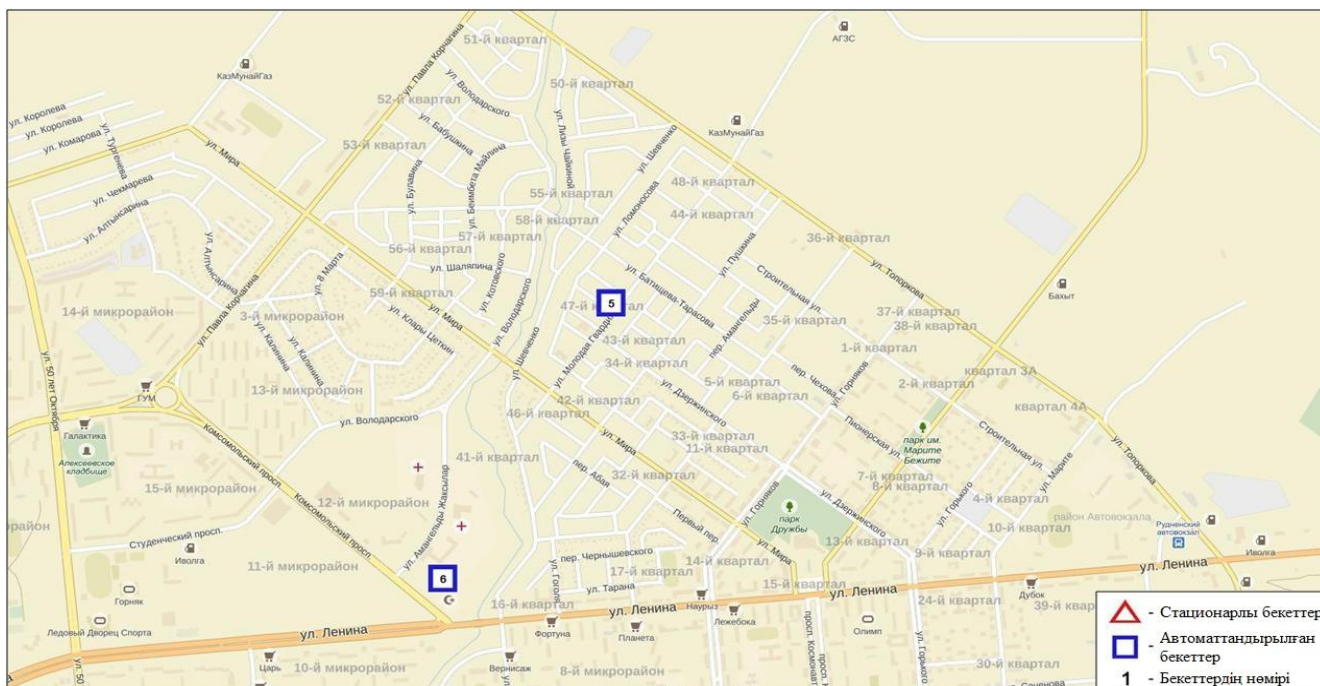 51-й квартал
ул. Павла Корчагина
АГЗС
КазМунайГаз
ул. Володарского
50-й квартал
52-й квартал
ул. Королева
ул. Королева
ул. Комарова
ул. Тургенева
ул. Бабушкина
ул. Лизы Чайкиной
КазМунайГаз
ул. Шевченко
ул. Мира
53-й квартал
ул. Беимбета Майлина
ул. Булавина
ул. Чекмарева
ул. Алтынсарина
55-й квартал
48-й квартал
ул. Ломоносова
58-й квартал
44-й квартал
57-й квартал
56-й квартал
36-й квартал
ул. Пушкина
ул. Алтынсарина
ул. 8 Марта
ул. Шаляпина
ул. Котовского
ул. Батищева-Тарасова
Строительная ул.
ул. Топоркова
Бахыт
59-й квартал
14-й микрорайон
3-й микрорайон
ул. Павла Корчагина
ул. Мира
ул. Клары Цеткин
ул. Володарского
47-й квартал
5
37-й квартал
38-й квартал
35-й квартал
пер. Амангельды
43-й квартал
1-й квартал
ул. Калинина
ул. Калинина
ул. Шевченко
34-й квартал
2-й квартал
квартал 3А
ул. 50 лет Октября
13-й микрорайон
5-й квартал
6-й квартал
пер. Чехова
ул. Горняков
ул. Дзержинского
ГУМ
42-й квартал
46-й квартал
квартал 4А
ул. Володарского
Пионерская ул.
парк им.
Марите
Бежите
Строительная ул.
Галактика
Алексеевское
кладбище
Комсомольский просп.
ул. Мира
33-й квартал
11-й квартал
ул. Топоркова
41-й квартал
ул. Марите
15-й микрорайон
пер. Абая
32-й квартал
7-й квартал
8-й квартал
ул. Горького
4-й квартал
12-й микрорайон
Комсомольский просп.
ул. Амангельды Жаксылар
ул. Горняков
парк
Дружбы
ул. Дзержинского
10-й квартал
район Автовокзала
Студенческий просп.
Иволга
Первый пер.
ул. Мира
13-й квартал
9-й квартал
Рудненский
автовокзал
Иволга
11-й микрорайон
пер. Чернышевского
14-й квартал
17-й квартал
ул. Ленина
6
ул. Гоголя
ул. Тарана
15-й квартал
Горняк
16-й квартал
ул. Ленина
Наурыз
24-й квартал
Дубок
Ледовый Дворец Спорта
ул. Ленина
Фортуна
Планета
Лежебока
Олимп
просп. Космонавтов
ул. Горького
Царь
10-й микрорайон
Вернисаж
8-й микрорайон
30-й квартал
- Стационарлы бекеттер
- Автоматтандырылған
бекеттер
1 - Бекеттердің нөмірі